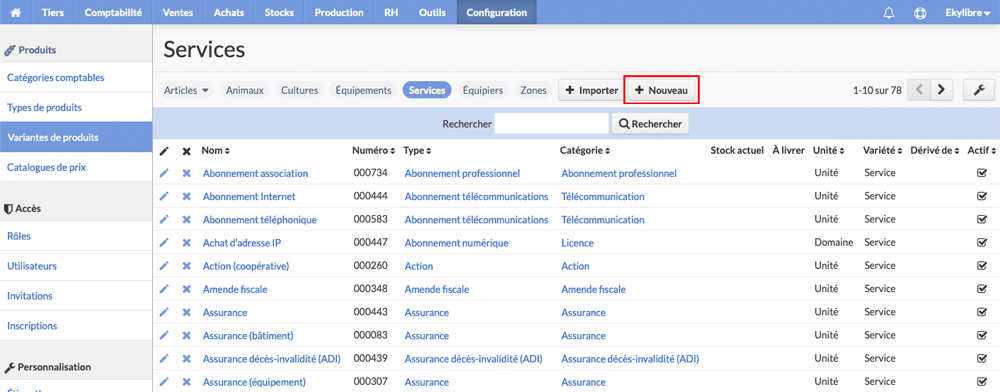 Tiers Comptabilité Ventes Achats Stocks Production RH Outils Configuration Ekylibre
Produits
Catégories comptables
Types de produits
Variantes de produits
Catalogues de prix
Accès
Rôles
Utilisateurs
Invitations
Inscriptions
Personnalisation
Services
Articles Animaux Cultures Équipements Services Équipiers Zones Importer Nouveau 1-10 sur 78
Rechercher Rechercher
Nom Numéro Type Catégorie Stock actuel À livrer Unité Variété Dérivé de Actif
Abonnement association 000734 Abonnement professionnel Abonnement professionnel Unité Service
Abonnement Internet 000444 Abonnement télécommunications Télécommunication Unité Service
Abonnement téléphonique 000583 Abonnement télécommunications Télécommunication Unité Service
Achat d'adresse IP 000447 Abonnement numérique Licence Domaine Service
Action (coopérative) 000260 Action Action Unité Service
Amende fiscale 000348 Amende fiscale Amende fiscale Unité Service
Assurance 000443 Assurance Assurance Unité Service
Assurance (bâtiment) 000083 Assurance Assurance Unité Service
Assurance décès-invalidité (ADI) 000439 Assurance décès-invalidité (ADI) Assurance décès-invalidité (ADI) Unité Service
Assurance (équipement) 000307 Assurance Assurance Unité Service